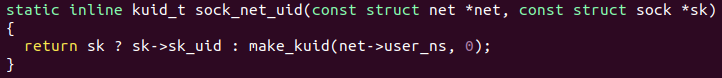 static inline kuid_t sock_net_uid(const struct net *net, const struct sock *sk)
{
  return sk ? sk->sk_uid : make_kuid(net->user_ns, 0);
}